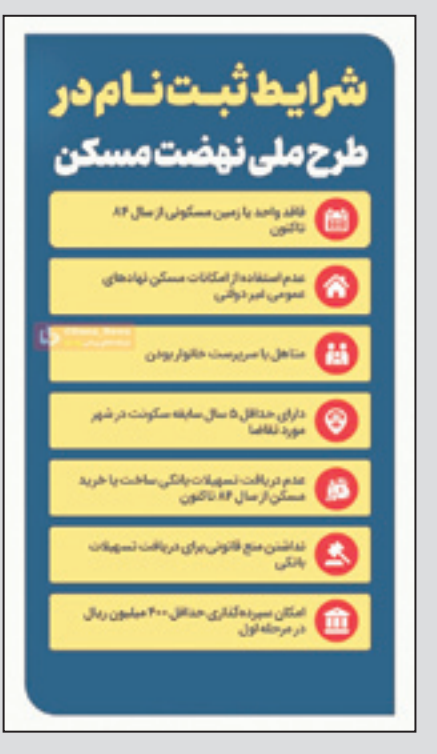 شرایط ثبت نام در
طرح ملی نهضت مسکن
فاقد واحد یا زمین مسکونی از سال ۸۴
تاکنون
عدم استفاده از امکانات مسکن نهادهای
عمومی غیر دولتی
متاهل یا سرپرست خانوار بودن
دارای حداقل ۵ سال سابقه سکونت در شهر
مورد تقاضا
عدم دریافت تسهیلات بانکی ساخت یا خرید
مسکن از سال ۸۴ تاکنون
نداشتن منع قانونی برای دریافت تسهیلات
بانکی
امکان سپرده‌گذاری حداقل ۴۰۰ میلیون ریال
در مرحله اول